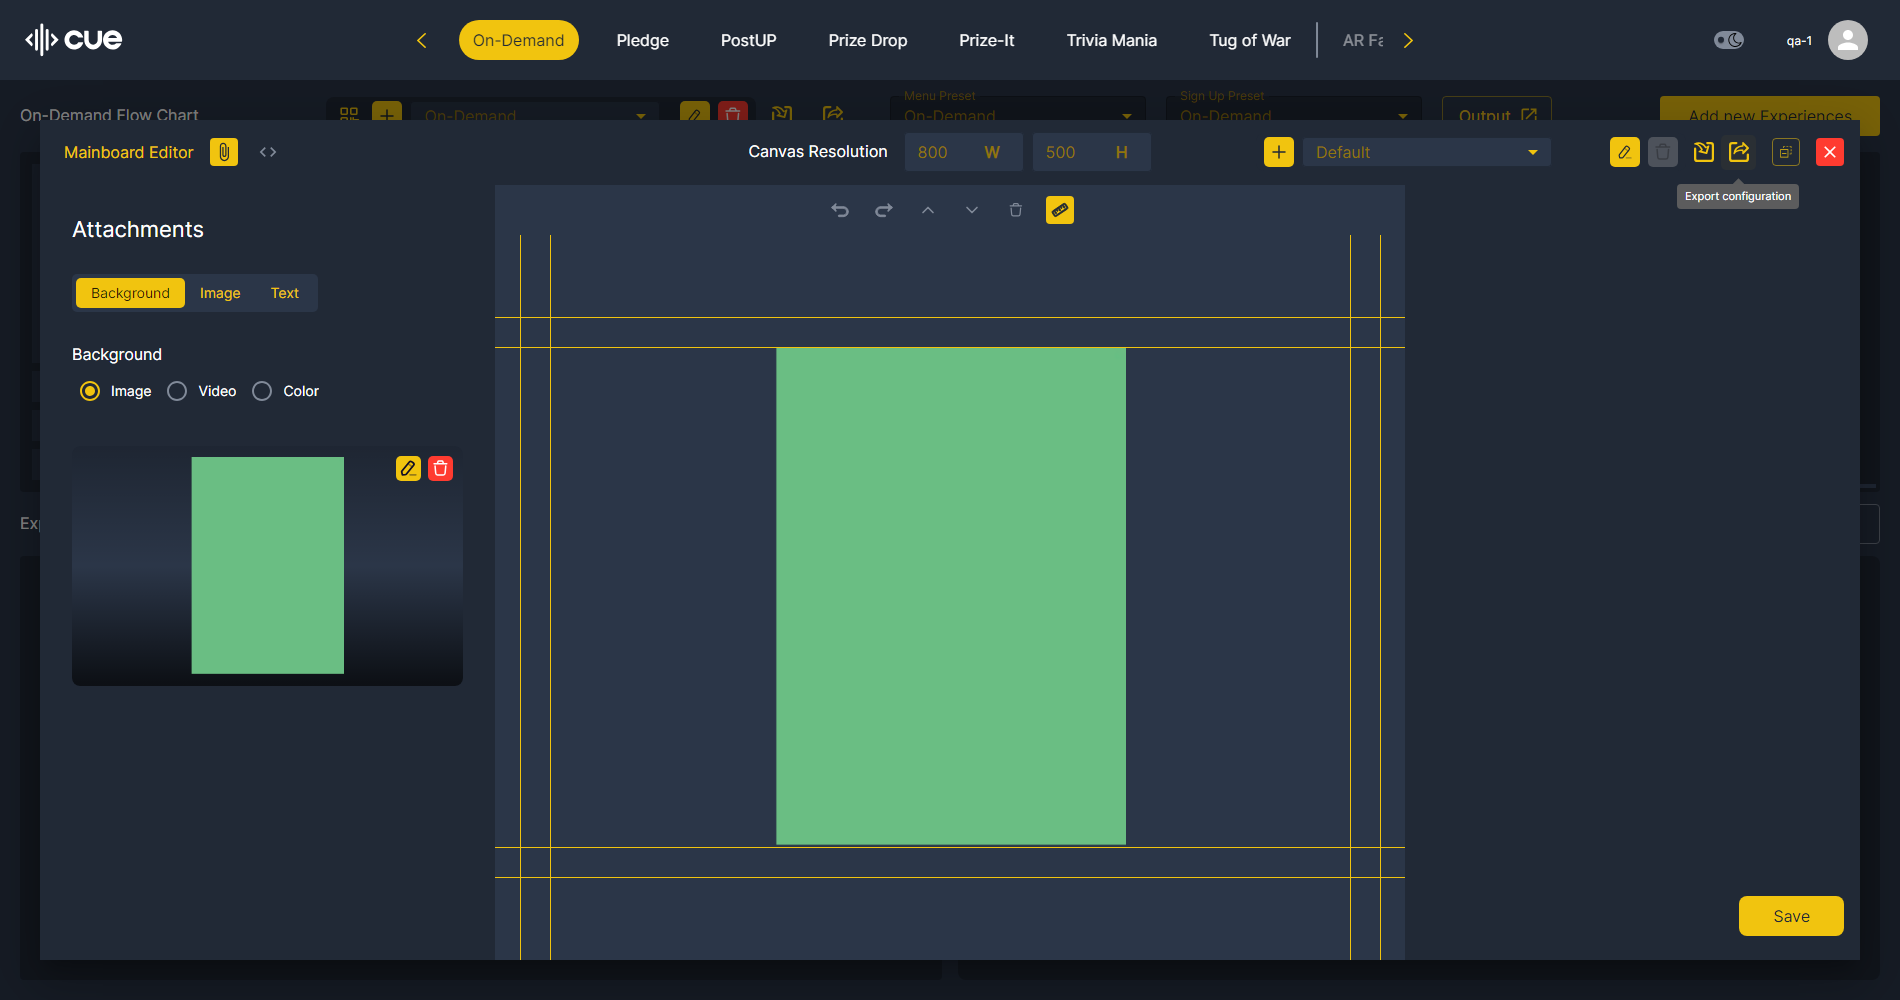 cue
On-Demand
Pledge
PostUP
Prize Drop
Prize-It
Trivia Mania
Tug of War
AR Fa
qa-1
On-Demand Flow Chart
On-Demand
Menu Preset
On-Demand
Sign Up Preset
On-Demand
Output
Add new Experiences
Mainboard Editor
Canvas Resolution
800 W
500 H
Default
Export configuration
Attachments
Background
Image
Text
Background
Image
Video
Color
Exp
Save